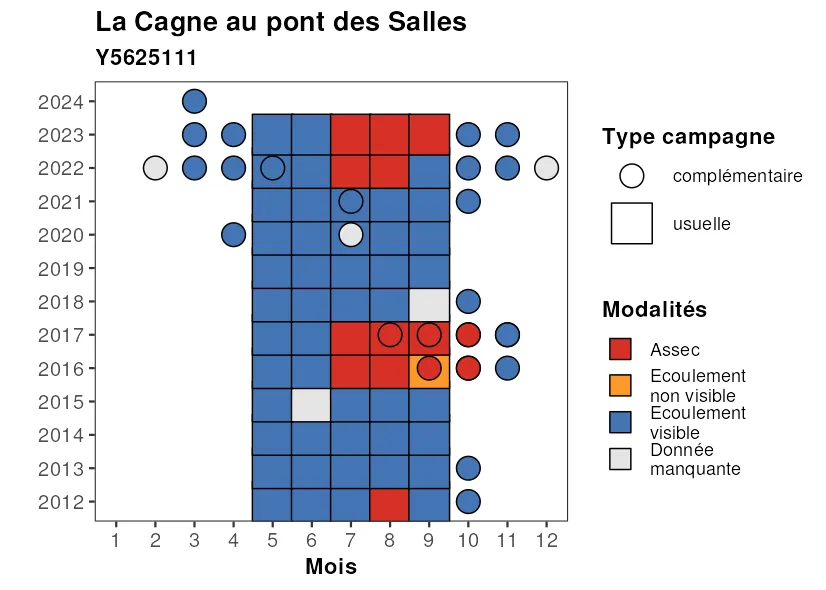 La Cagne au pont des Salles
Y5625111
2024
2023
2022
2021
2020
2019
2018
2017
2016
2015
2014
2013
2012
1 2 3 4 5 6 7 8 9 10 11 12
Mois
Type campagne
complémentaire
usuelle
Modalités
Assec
Ecoulement
non visible
Ecoulement
visible
Donnée
manquante